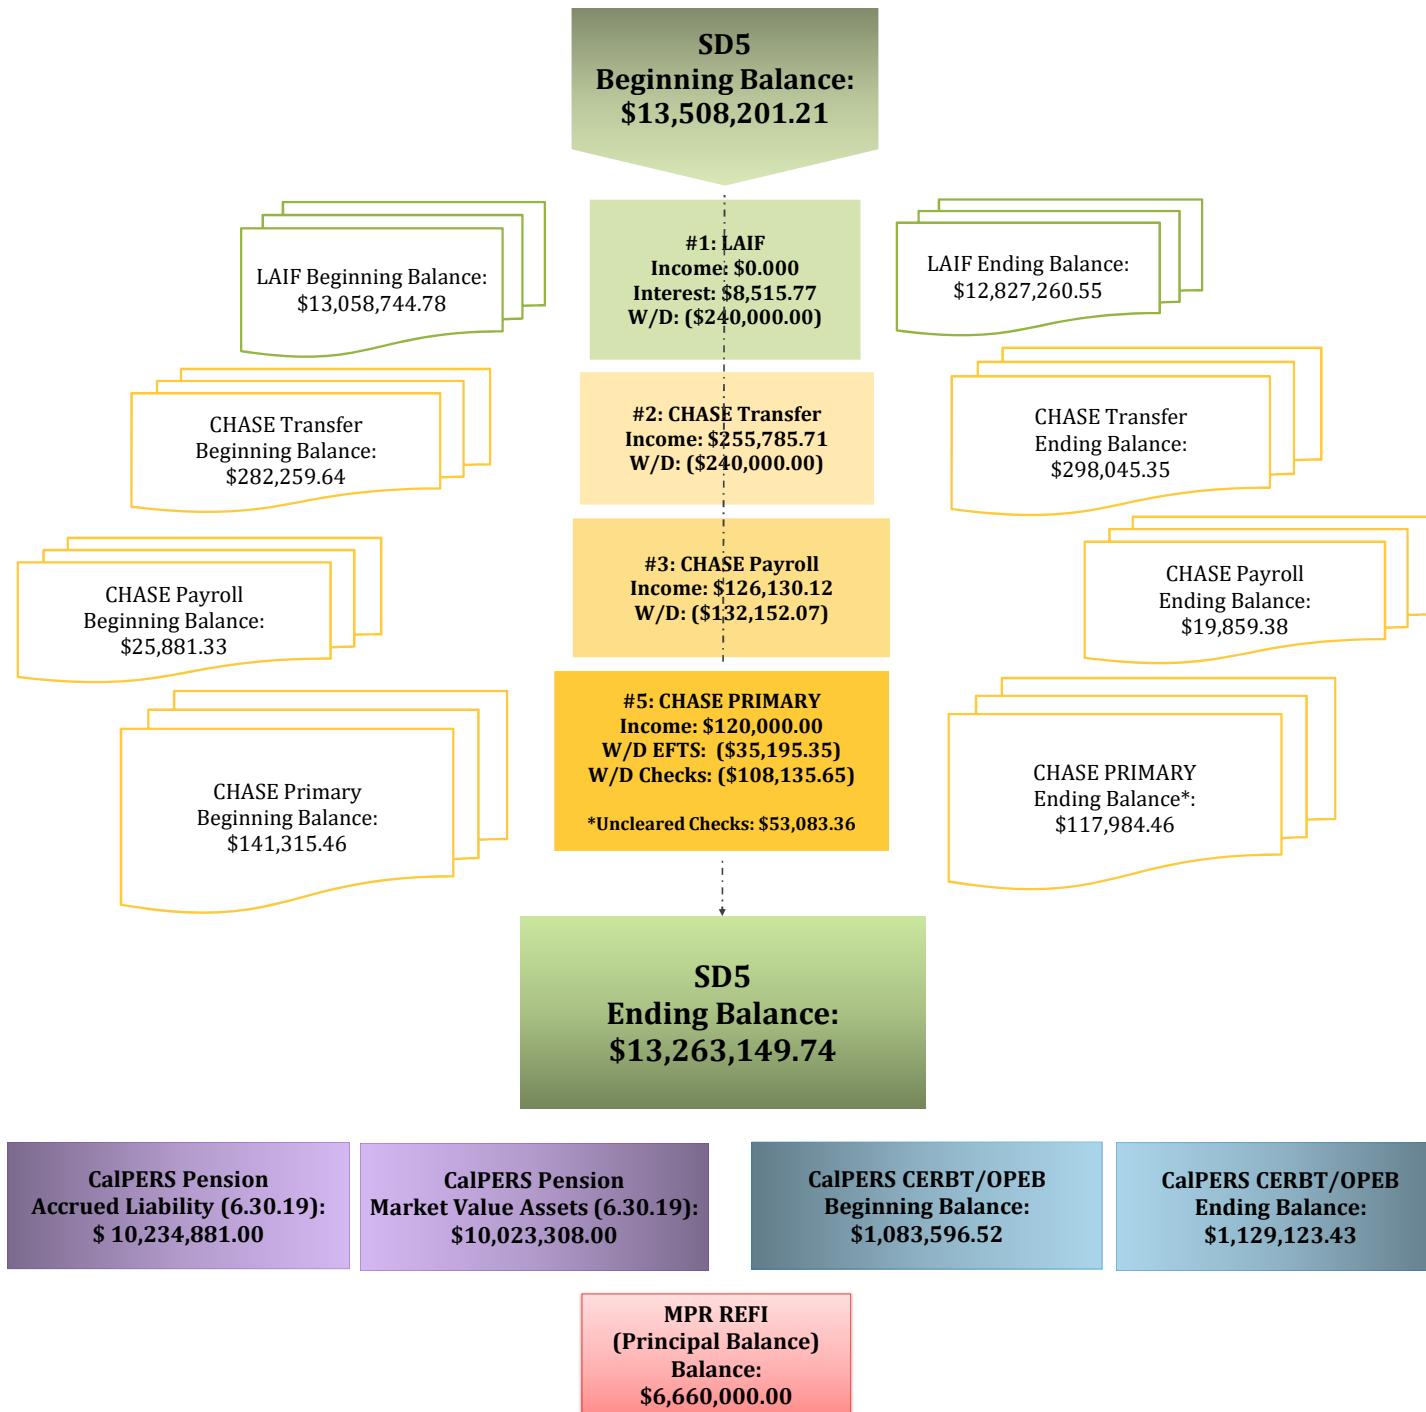 SD5
Beginning Balance:
$13,508,201.21
LAIF Beginning Balance:
$13,058,744.78
#1: LAIF
Income: $0.000
Interest: $8,515.77
W/D: ($240,000.00)
LAIF Ending Balance:
$12,827,260.55
CHASE Transfer
Beginning Balance:
$282,259.64
#2: CHASE Transfer
Income: $255,785.71
W/D: ($240,000.00)
CHASE Transfer
Ending Balance:
$298,045.35
CHASE Payroll
Beginning Balance:
$25,881.33
#3: CHASE Payroll
Income: $126,130.12
W/D: ($132,152.07)
CHASE Payroll
Ending Balance:
$19,859.38
CHASE Primary
Beginning Balance:
$141,315.46
#5: CHASE PRIMARY
Income: $120,000.00
W/D EFTS: ($35,195.35)
W/D Checks: ($108,135.65)
*Uncleared Checks: $53,083.36
CHASE PRIMARY
Ending Balance*:
$117,984.46
SD5
Ending Balance:
$13,263,149.74
CalPERS Pension
Accrued Liability (6.30.19):
$ 10,234,881.00
CalPERS Pension
Market Value Assets (6.30.19):
$10,023,308.00
CalPERS CERBT/OPEB
Beginning Balance:
$1,083,596.52
CalPERS CERBT/OPEB
Ending Balance:
$1,129,123.43
MPR REFI
(Principal Balance)
Balance:
$6,660,000.00